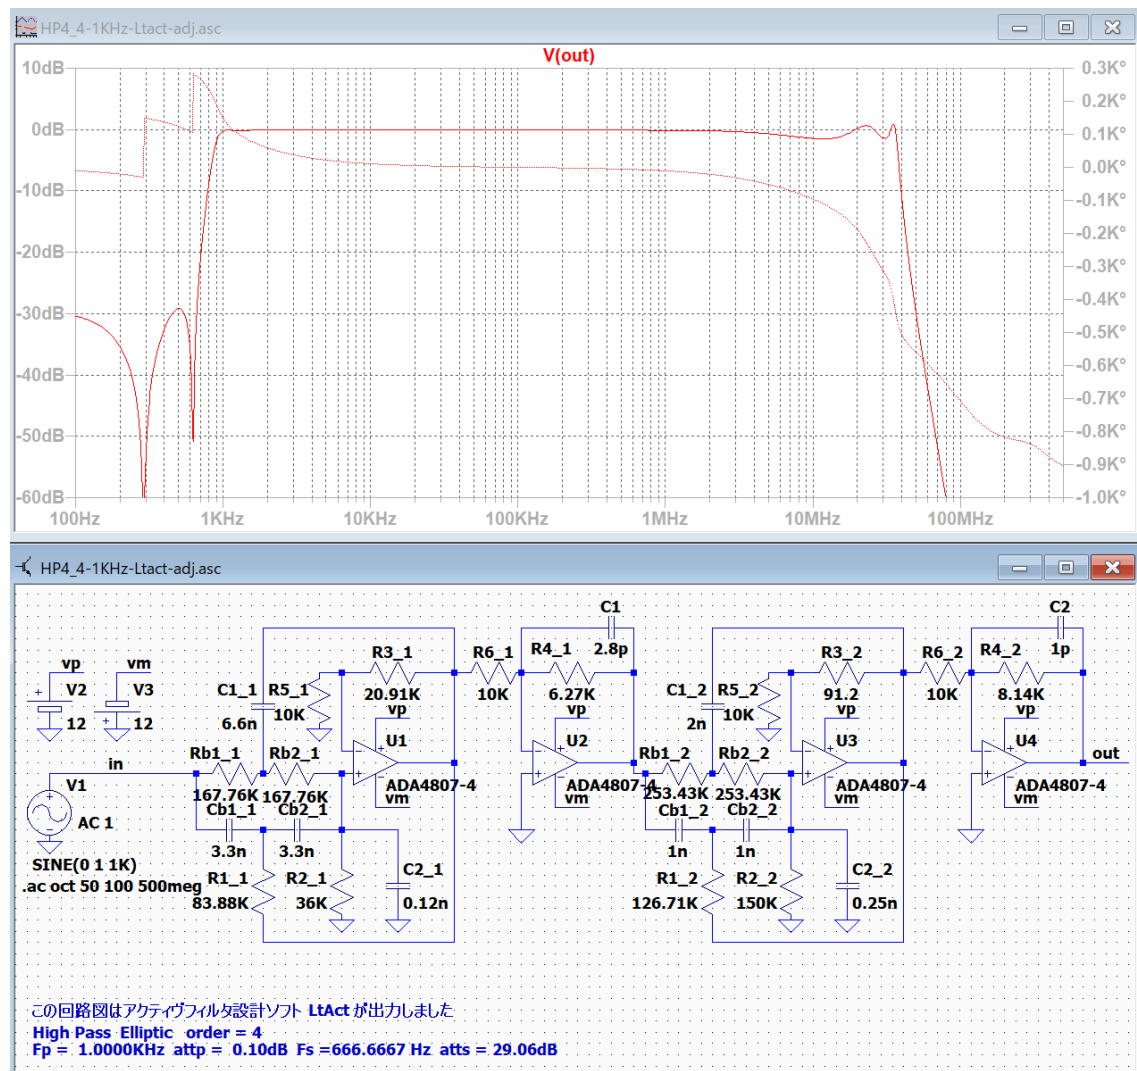 HP4_4-1KHz-Ltact-adj.asc
V(out)
10dB
0dB
-10dB
-20dB
-30dB
-40dB
-50dB
-60dB
0.3K°
0.2K°
0.1K°
0.0K°
-0.1K°
-0.2K°
-0.3K°
-0.4K°
-0.5K°
-0.6K°
-0.7K°
-0.8K°
-0.9K°
-1.0K°
100Hz 1KHz 10KHz 100KHz 1MHz 10MHz 100MHz
HP4_4-1KHz-Ltact-adj.asc
vp
V2
12
vm
V3
12
in
V1
AC 1
SINE(0 1 1K)
.ac oct 50 100 500meg
C1_1
6.6n
R5_1
10K
R3_1
20.91K
vp
U1
ADA4807-4
vm
Rb1_1
167.76K
Rb2_1
167.76K
Cb1_1
3.3n
Cb2_1
3.3n
R1_1
83.88K
R2_1
36K
C2_1
0.12n
R6_1
10K
R4_1
6.27K
C1
2.8p
vp
U2
ADA4807-4
vm
C1_2
2n
R5_2
10K
R3_2
91.2
vp
U3
ADA4807-4
vm
Rb1_2
253.43K
Rb2_2
253.43K
Cb1_2
1n
Cb2_2
1n
R1_2
126.71K
R2_2
150K
C2_2
0.25n
R6_2
10K
R4_2
8.14K
C2
1p
vp
U4
ADA4807-4
vm
out
この回路図はアクティヴフィルタ設計ソフト LtAct が出力しました
High Pass Elliptic order = 4
Fp = 1.0000KHz attp = 0.10dB Fs =666.6667 Hz atts = 29.06dB